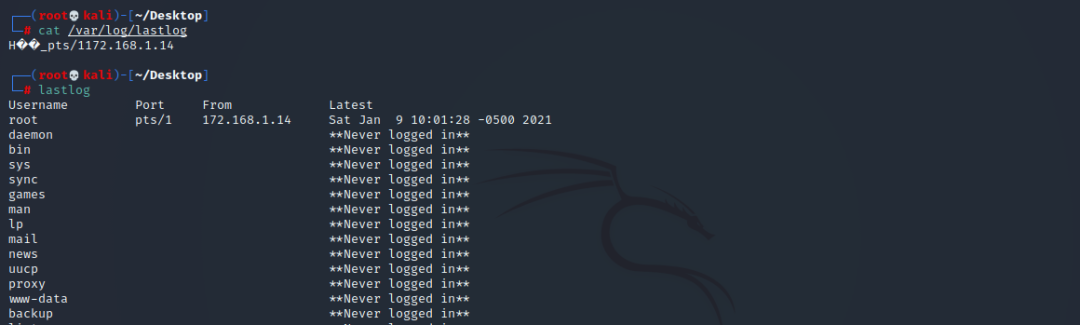 ┌──(root💀kali)-[~/Desktop]
└─# cat /var/log/lastlog
H��_pts/1172.168.1.14
┌──(root💀kali)-[~/Desktop]
└─# lastlog
Username         Port     From             Latest
root             pts/1    172.168.1.14     Sat Jan  9 10:01:28 -0500 2021
daemon                                     **Never logged in**
bin                                        **Never logged in**
sys                                        **Never logged in**
sync                                       **Never logged in**
games                                      **Never logged in**
man                                        **Never logged in**
lp                                         **Never logged in**
mail                                       **Never logged in**
news                                       **Never logged in**
uucp                                       **Never logged in**
proxy                                      **Never logged in**
www-data                                   **Never logged in**
backup                                     **Never logged in**